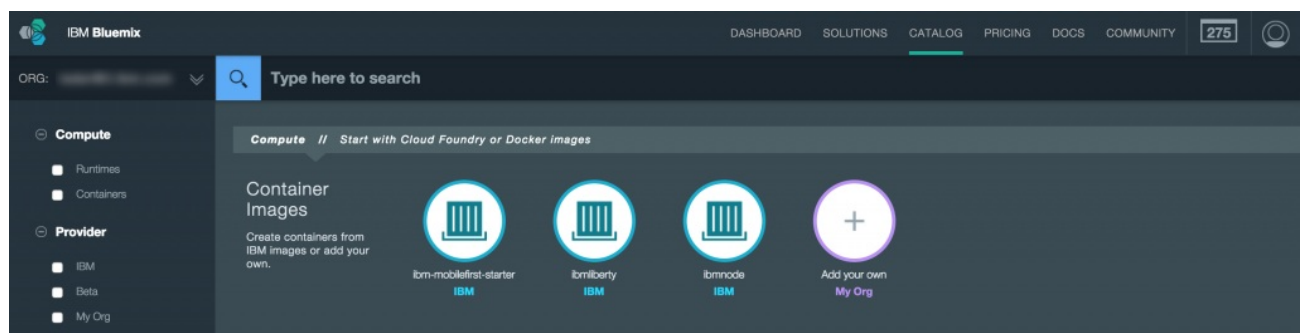 IBM Bluemix
DASHBOARD SOLUTIONS CATALOG PRICING DOCS COMMUNITY 275
ORG:
Type here to search
Compute
Runtimes
Containers
Provider
IBM
Beta
My Org
Compute // Start with Cloud Foundry or Docker images
Container
Images
Create containers from
IBM images or add your
own.
ibm-mobilefirst-starter
IBM
ibmliberty
IBM
ibmnode
IBM
Add your own
My Org